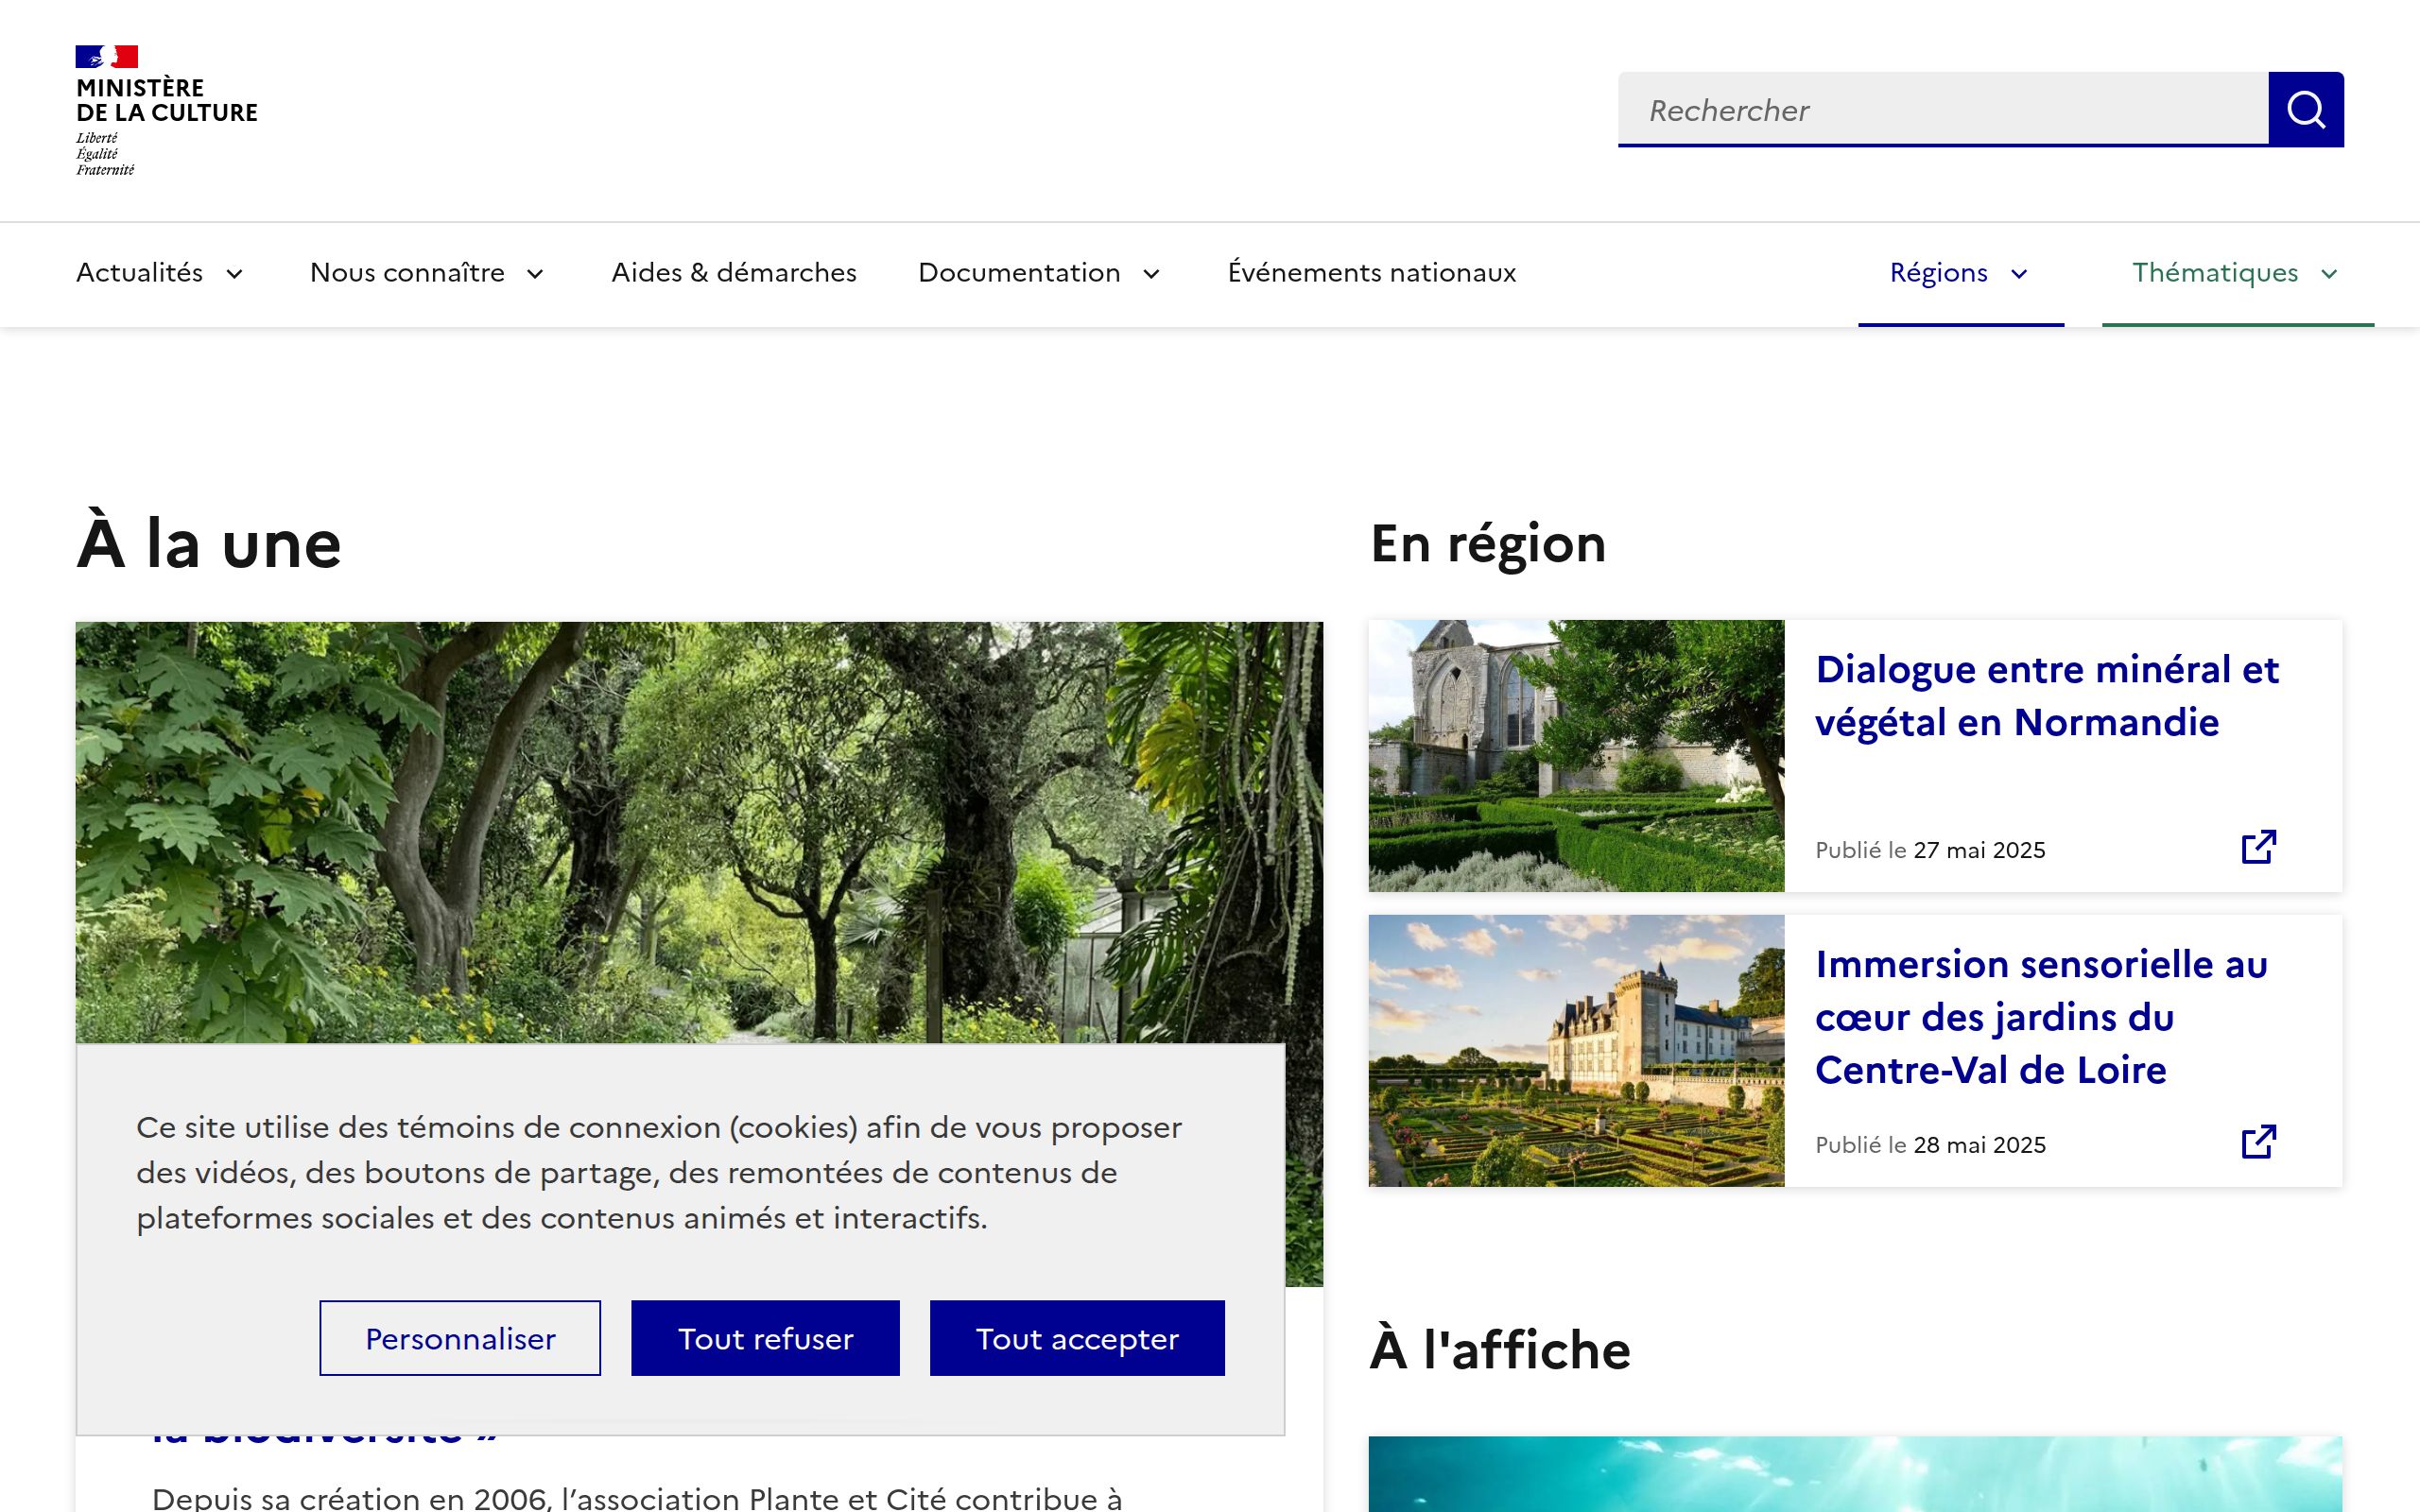 MINISTÈRE
DE LA CULTURE
Liberté
Égalité
Fraternité
Rechercher
Actualités
Nous connaître
Aides & démarches
Documentation
Événements nationaux
Régions
Thématiques
À la une
Ce site utilise des témoins de connexion (cookies) afin de vous proposer
des vidéos, des boutons de partage, des remontées de contenus de
plateformes sociales et des contenus animés et interactifs.
Personnaliser
Tout refuser
Tout accepter
la biodiversité »
Depuis sa création en 2006, l’association Plante et Cité contribue à
En région
Dialogue entre minéral et
végétal en Normandie
Publié le 27 mai 2025
Immersion sensorielle au
cœur des jardins du
Centre-Val de Loire
Publié le 28 mai 2025
À l'affiche